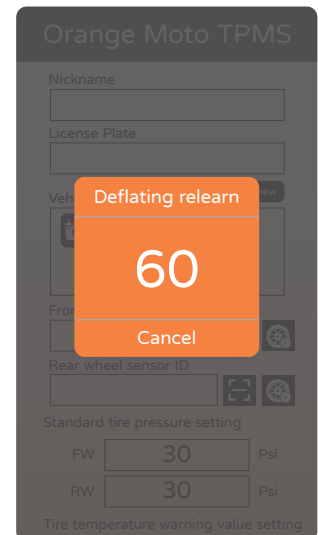 Orange Moto TPMS
Nickname
License Plate
Deflating relearn
60
Cancel
Rear wheel sensor ID
Standard tire pressure setting
FW 30 Psi
RW 30 Psi
Tire temperature warning value setting